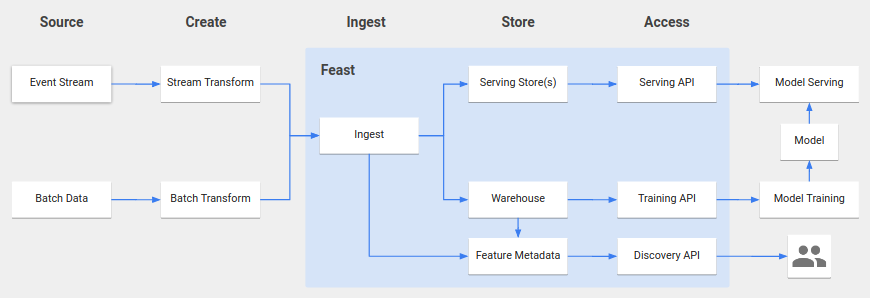 Source
Create
Ingest
Store
Access
Feast
Event Stream
Stream Transform
Serving Store(s)
Serving API
Model Serving
Ingest
Model
Batch Data
Batch Transform
Warehouse
Training API
Model Training
Feature Metadata
Discovery API